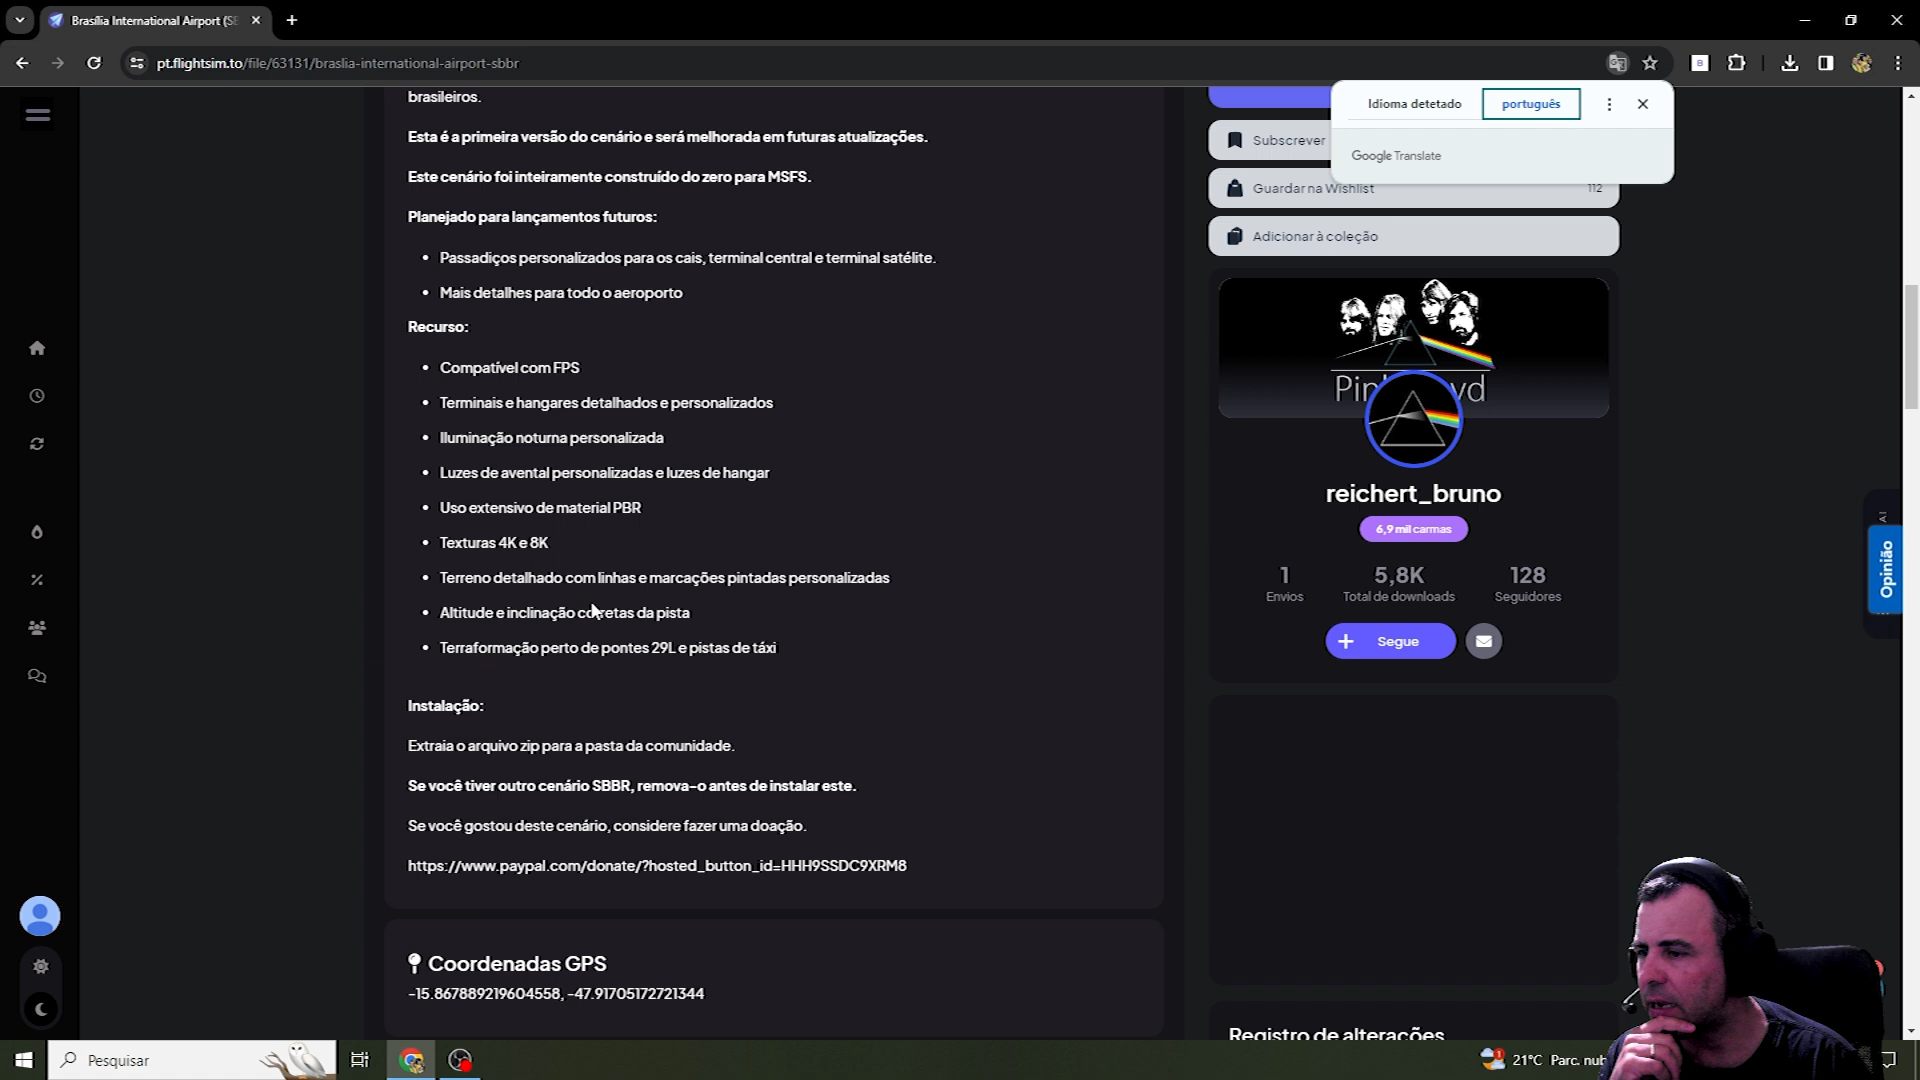 Brasília International Airport (SB
pt.flightsim.to/file/63131/braslia-international-airport-sbbr
Idioma detetado
português
Google Translate
brasileiros.
Esta é a primeira versão do cenário e será melhorada em futuras atualizações.
Este cenário foi inteiramente construído do zero para MSFS.
Planejado para lançamentos futuros:
• Passadiços personalizados para os cais, terminal central e terminal satélite.
• Mais detalhes para todo o aeroporto
Recurso:
• Compatível com FPS
• Terminais e hangares detalhados e personalizados
• Iluminação noturna personalizada
• Luzes de avental personalizadas e luzes de hangar
• Uso extensivo de material PBR
• Texturas 4K e 8K
• Terreno detalhado com linhas e marcações pintadas personalizadas
• Altitude e inclinação corretas da pista
• Terraformação perto de pontes 29L e pistas de táxi
Instalação:
Extraia o arquivo zip para a pasta da comunidade.
Se você tiver outro cenário SBBR, remova-o antes de instalar este.
Se você gostou deste cenário, considere fazer uma doação.
https://www.paypal.com/donate/?hosted_button_id=HHH9SSDC9XRM8
Coordenadas GPS
-15.867889219604558, -47.91705172721344
Subscrever
Guardar na Wishlist 112
Adicionar à coleção
reichert_bruno
6,9 mil carmas
1 5,8K 128
Envios Total de downloads Seguidores
Segue
Registro de alterações
Opinião
Pesquisar
21°C Parc. nub